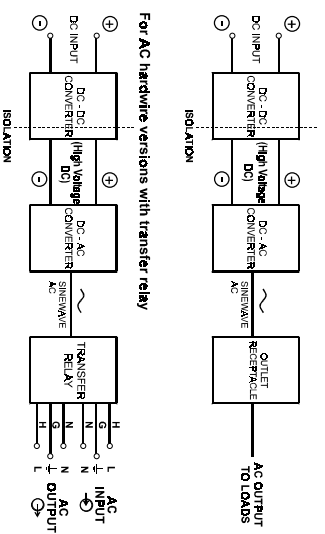 +
+
DC INPUT
DC - DC
CONVERTER
(High Voltage
DC)
DC - AC
CONVERTER
SINEWAVE
AC
OUTLET
RECEPTACLE
AC OUTPUT
TO LOADS
-
-
ISOLATION
For AC hardwire versions with transfer relay
+
+
DC INPUT
DC - DC
CONVERTER
(High Voltage
DC)
DC - AC
CONVERTER
SINEWAVE
AC
TRANSFER
RELAY
H
L
G
N
N
AC
INPUT
N
N
G
H
L
AC
OUTPUT
-
-
ISOLATION